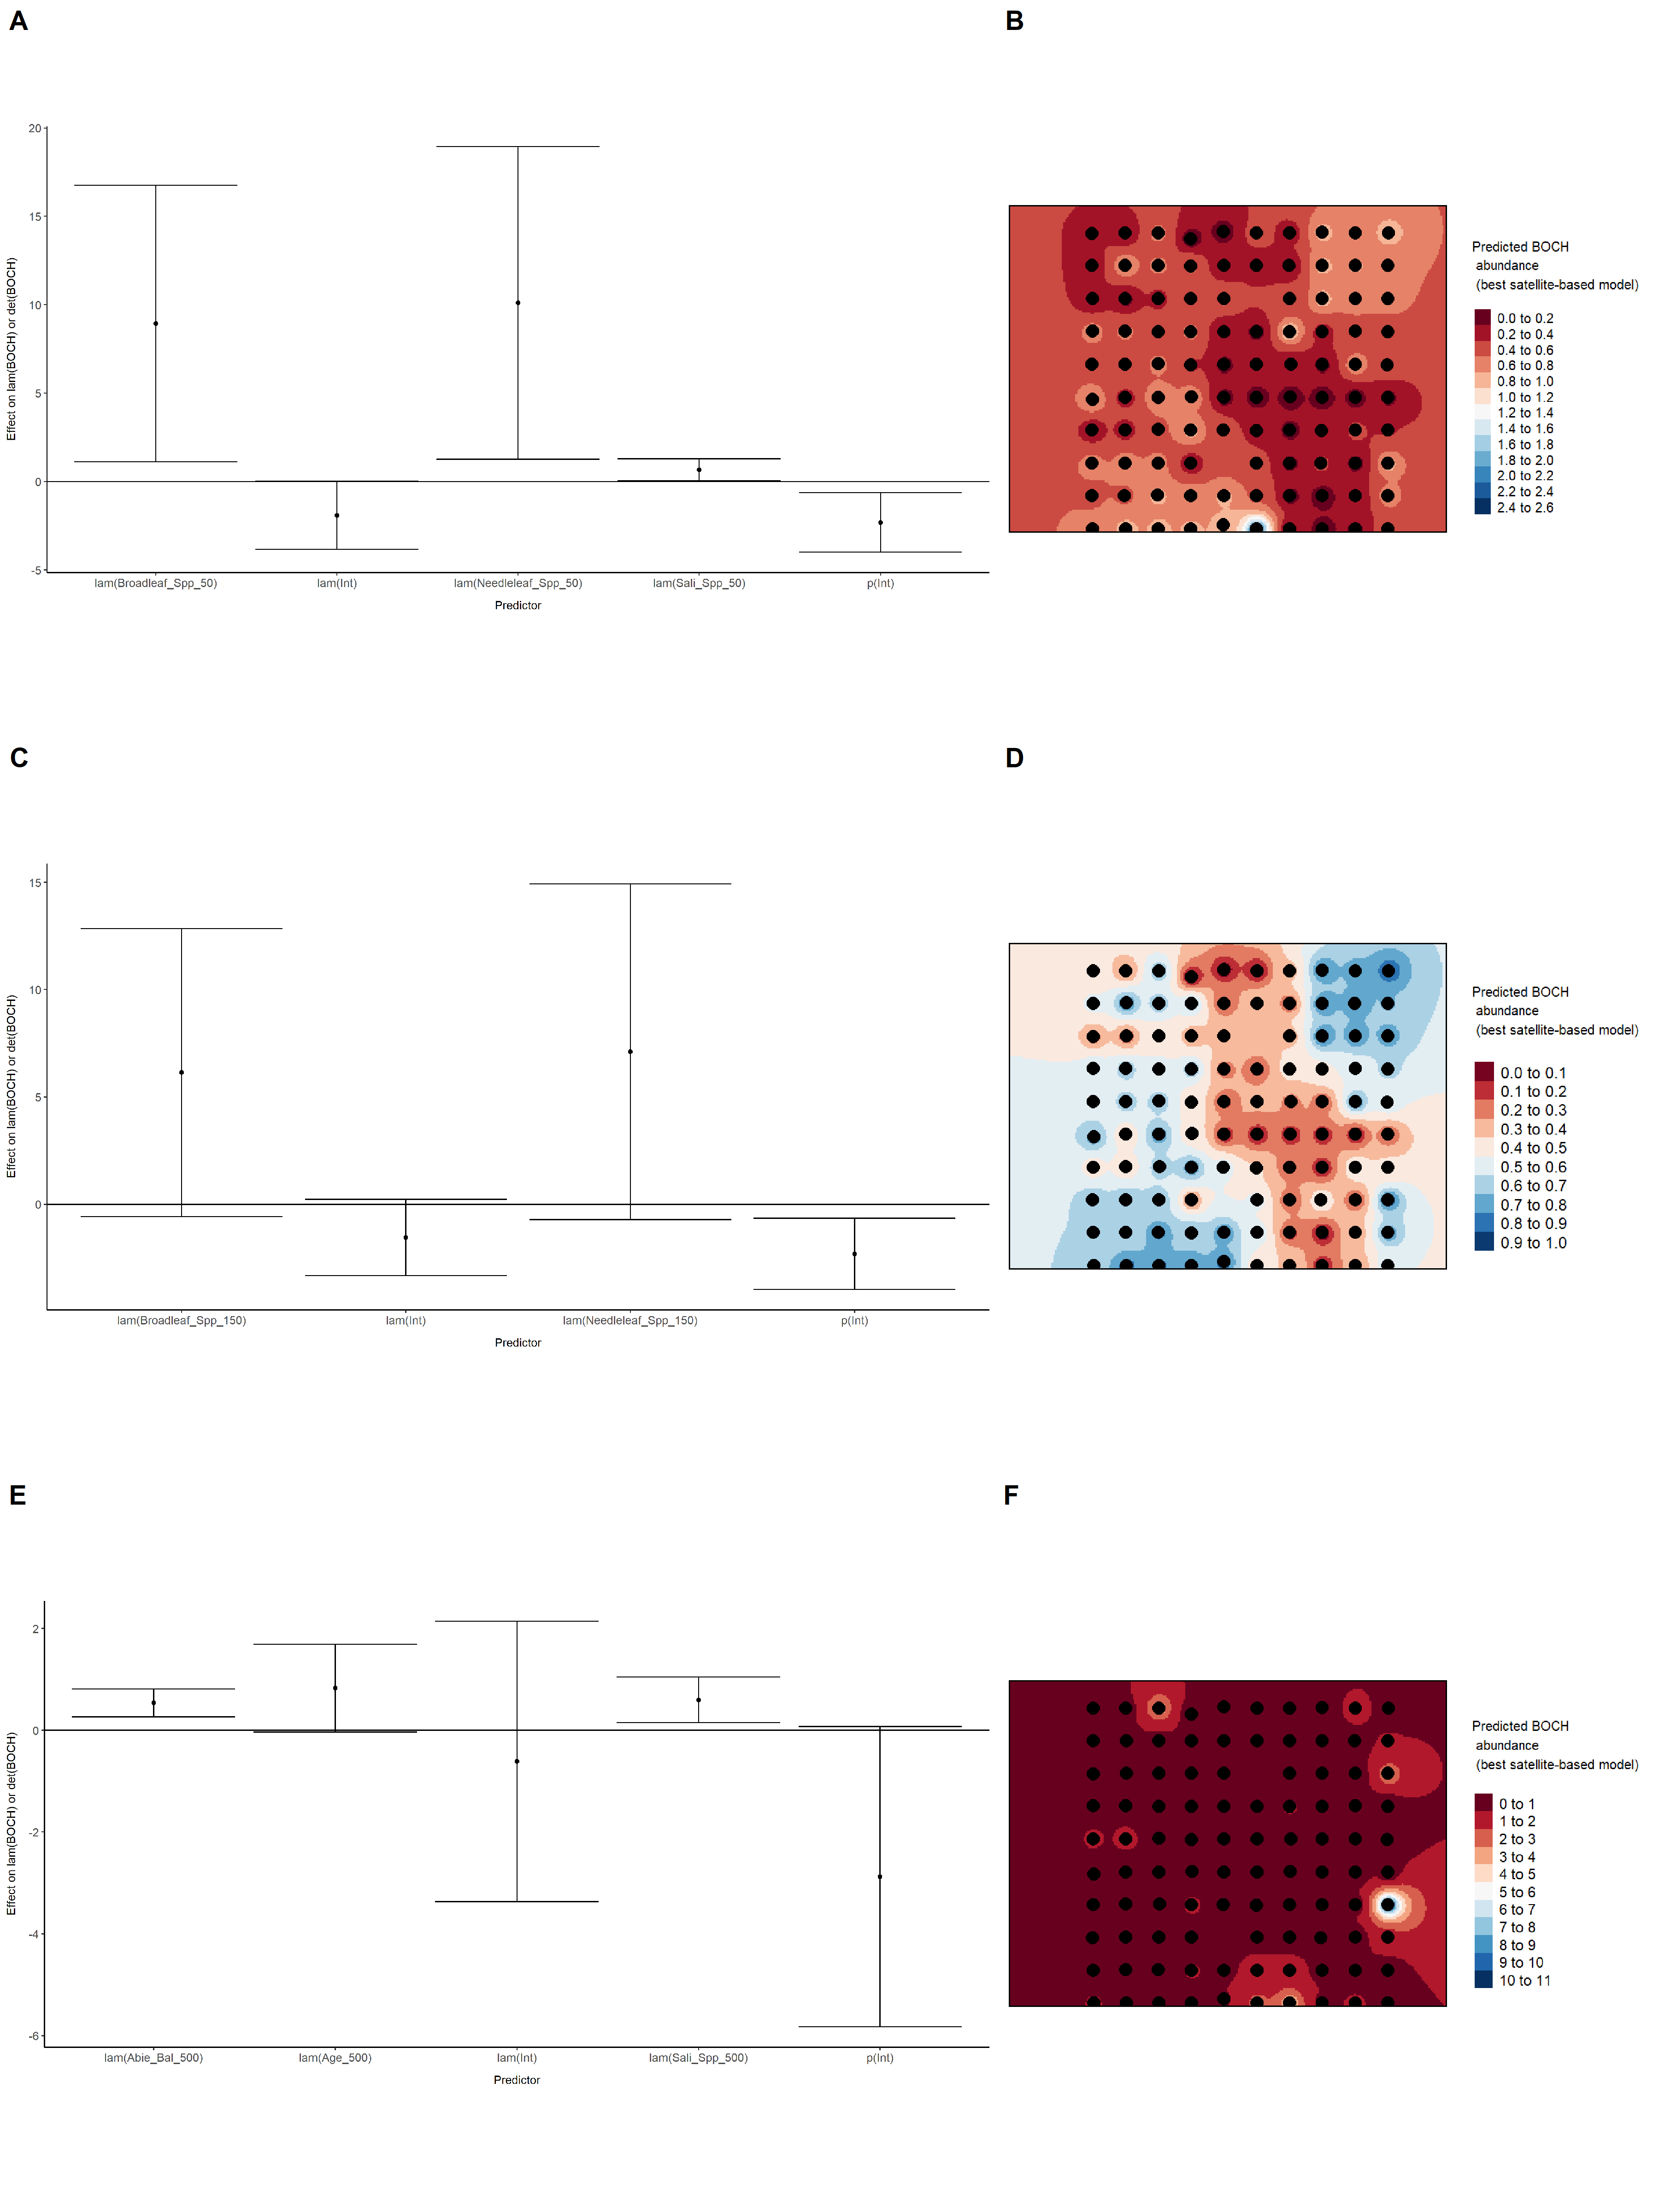 A
B
Effect on lam(BOCH) or det(BOCH)
20
15
10
5
0
-5
lam(Broadleaf_Spp_50)
lam(Int)
lam(Needleleaf_Spp_50)
lam(Sali_Spp_50)
p(Int)
Predictor
Predicted BOCH
abundance
(best satellite-based model)
0.0 to 0.2
0.2 to 0.4
0.4 to 0.6
0.6 to 0.8
0.8 to 1.0
1.0 to 1.2
1.2 to 1.4
1.4 to 1.6
1.6 to 1.8
1.8 to 2.0
2.0 to 2.2
2.2 to 2.4
2.4 to 2.6
C
D
Effect on lam(BOCH) or det(BOCH)
15
10
5
0
lam(Broadleaf_Spp_150)
lam(Int)
lam(Needleleaf_Spp_150)
p(Int)
Predictor
Predicted BOCH
abundance
(best satellite-based model)
0.0 to 0.1
0.1 to 0.2
0.2 to 0.3
0.3 to 0.4
0.4 to 0.5
0.5 to 0.6
0.6 to 0.7
0.7 to 0.8
0.8 to 0.9
0.9 to 1.0
E
F
Effect on lam(BOCH) or det(BOCH)
2
0
-2
-4
-6
lam(Abie_Bal_500)
lam(Age_500)
lam(Int)
lam(Sali_Spp_500)
p(Int)
Predictor
Predicted BOCH
abundance
(best satellite-based model)
0 to 1
1 to 2
2 to 3
3 to 4
4 to 5
5 to 6
6 to 7
7 to 8
8 to 9
9 to 10
10 to 11